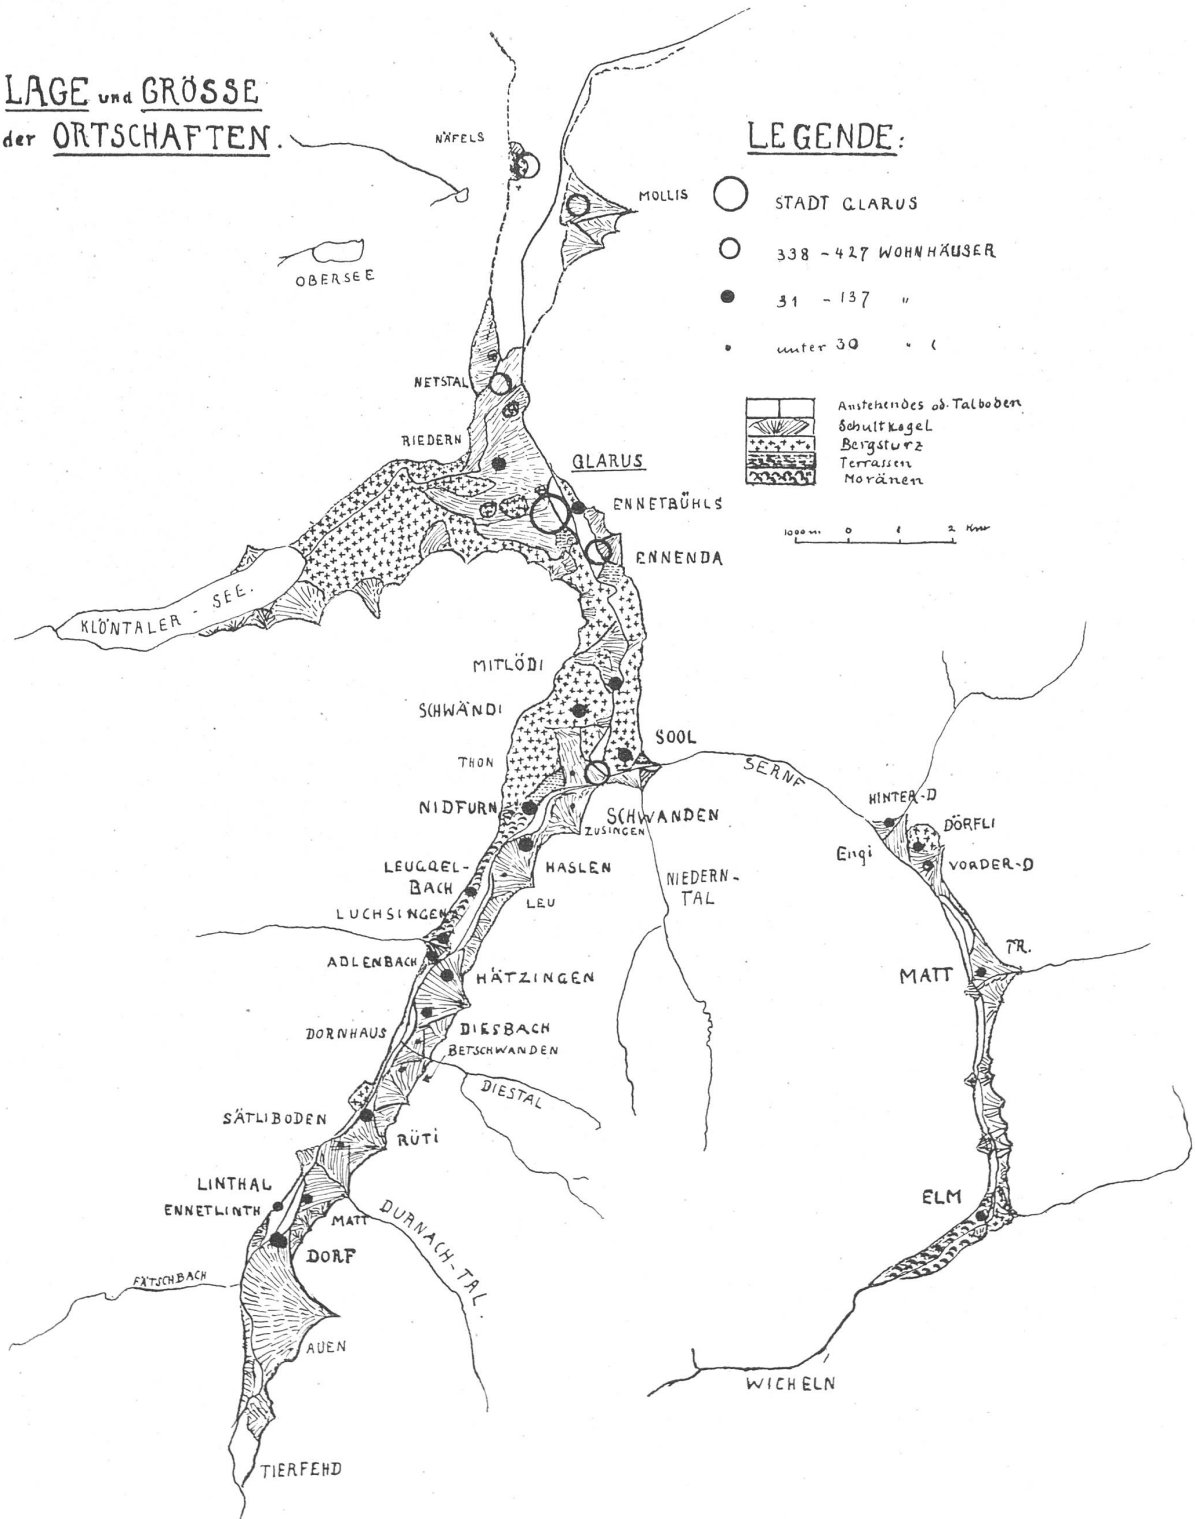 LAGE und GRÖSSE
der ORTSCHAFTEN.
NÄFELS
MOLLIS
OBERSEE
LEGENDE:
STADT GLARUS
338 - 427 WOHNHÄUSER
31 - 137 "
unter 30 "
Anstehendes od. Talboden
Schuttkegel
Bergsturz
Terrassen
Moränen
1000 m. 0 1 2 Km
NETSTAL
RIEDERN
GLARUS
ENNETBÜHLS
ENNENDA
KLÖNTALER - SEE.
MITLÖDI
SCHWÄNDI
SOOL
THON
SERNF
NIDFURN
SCHWANDEN
ZUSINGEN
HINTER-D
DÖRFLI
Engi
VORDER-D
LEUGGEL-
BACH
HASLEN
LEU
NIEDERN-
TAL
LUCHSINGEN
ADLENBACH
HÄTZINGEN
TR.
MATT
DORNHAUS
DIESBACH
BETSCHWANDEN
DIESTAL
SÄTLIBODEN
RÜTI
LINTHAL
ENNETLINTH
MATT
DURNACH-TAL.
DORF
ELM
FÄTSCHBACH
AUEN
WICHELN
TIERFEHD